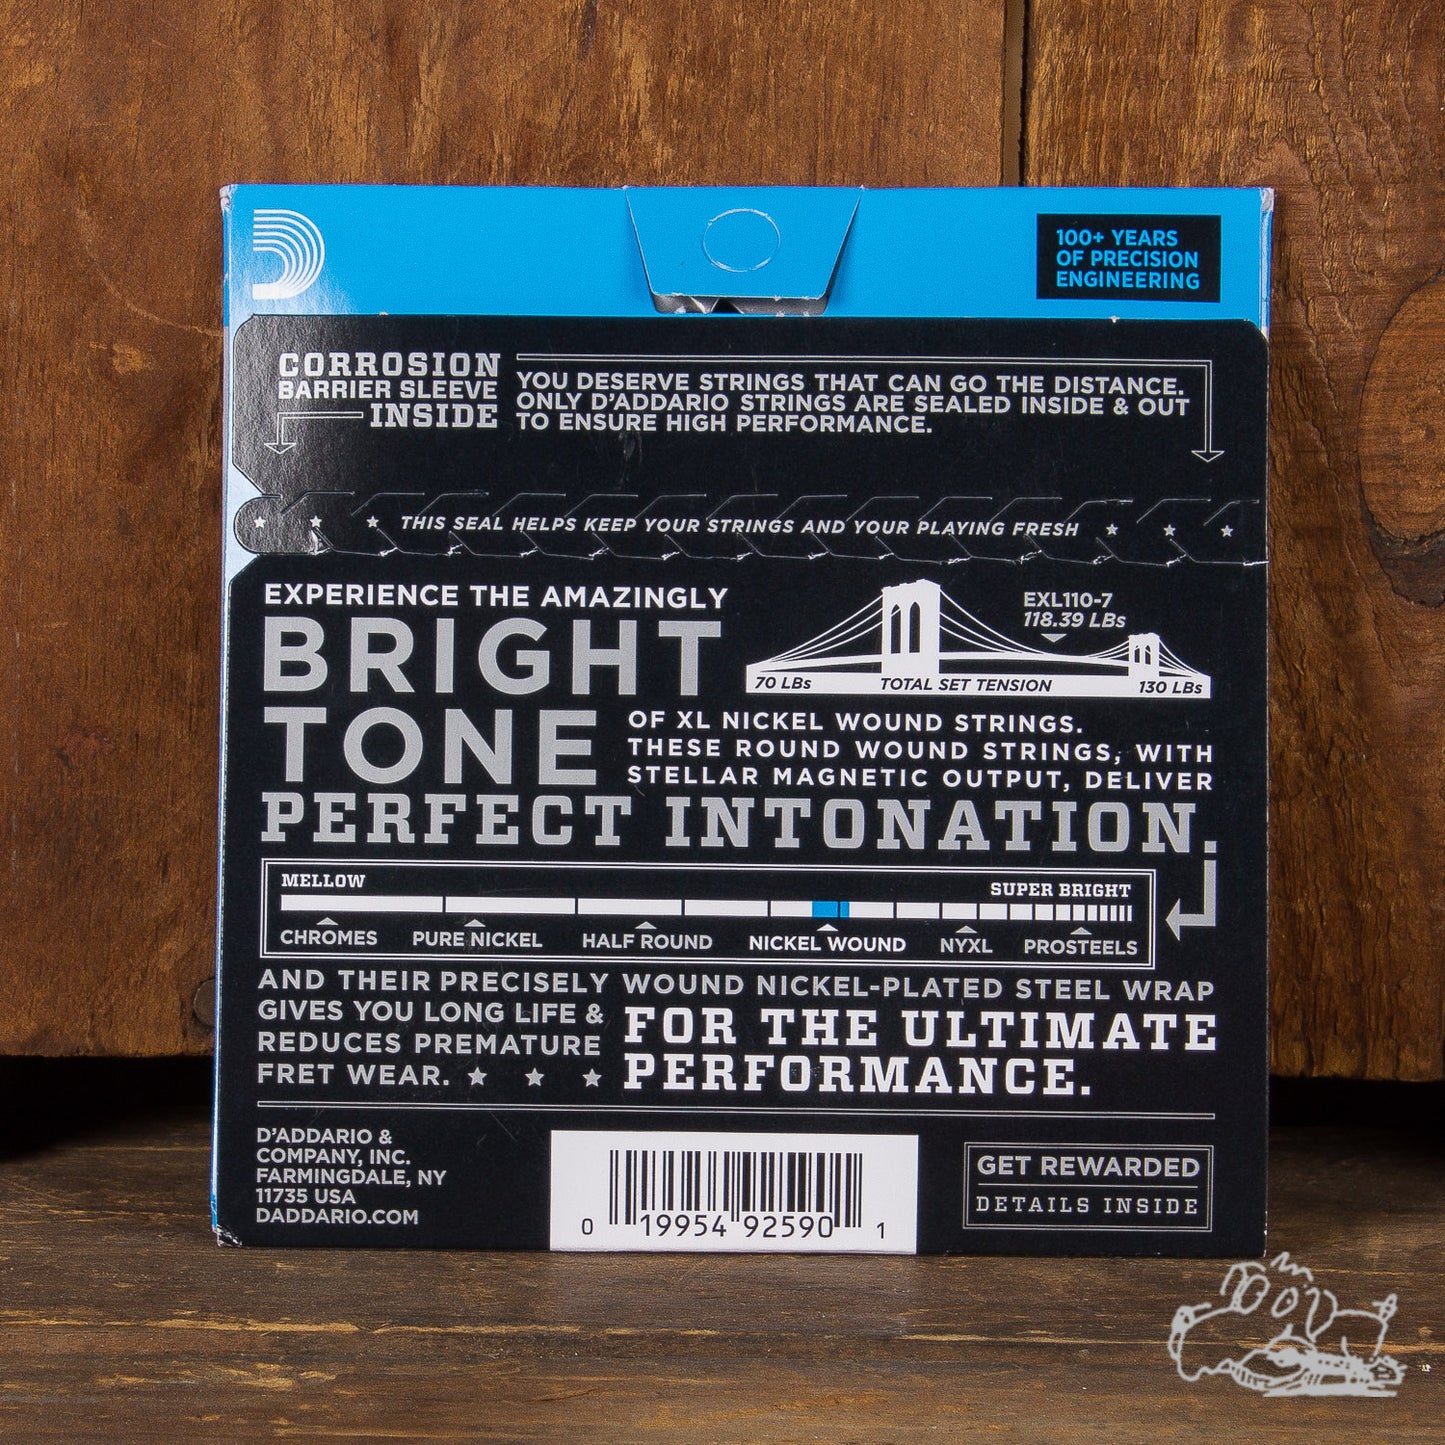 100+ YEARS
OF PRECISION
ENGINEERING
CORROSION
BARRIER SLEEVE
INSIDE
YOU DESERVE STRINGS THAT CAN GO THE DISTANCE.
ONLY D'ADDARIO STRINGS ARE SEALED INSIDE & OUT
TO ENSURE HIGH PERFORMANCE.
THIS SEAL HELPS KEEP YOUR STRINGS AND YOUR PLAYING FRESH
EXPERIENCE THE AMAZINGLY
BRIGHT
TONE
EXL110-7
118.39 LBs
70 LBs TOTAL SET TENSION 130 LBs
OF XL NICKEL WOUND STRINGS.
THESE ROUND WOUND STRINGS, WITH
STELLAR MAGNETIC OUTPUT, DELIVER
PERFECT INTONATION.
MELLOW SUPER BRIGHT
CHROMES PURE NICKEL HALF ROUND NICKEL WOUND NYXL PROSTEELS
AND THEIR PRECISELY WOUND NICKEL-PLATED STEEL WRAP
GIVES YOU LONG LIFE &
REDUCES PREMATURE
FRET WEAR.
FOR THE ULTIMATE
PERFORMANCE.
D'ADDARIO &
COMPANY, INC.
FARMINGDALE, NY
11735 USA
DADDARIO.COM
0 19954 92590 1
GET REWARDED
DETAILS INSIDE